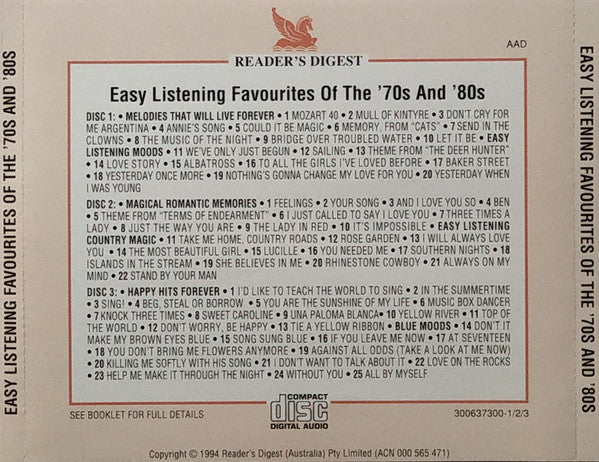 AAD
READER'S DIGEST
Easy Listening Favourites Of The '70s And '80s
DISC 1: • MELODIES THAT WILL LIVE FOREVER • 1 MOZART 40 • 2 MULL OF KINTYRE • 3 DON'T CRY FOR
ME ARGENTINA • 4 ANNIE'S SONG • 5 COULD IT BE MAGIC • 6 MEMORY, FROM "CATS" • 7 SEND IN THE
CLOWNS • 8 THE MUSIC OF THE NIGHT • 9 BRIDGE OVER TROUBLED WATER • 10 LET IT BE • EASY
LISTENING MOODS • 11 WE'VE ONLY JUST BEGUN • 12 SAILING • 13 THEME FROM "THE DEER HUNTER"
• 14 LOVE STORY • 15 ALBATROSS • 16 TO ALL THE GIRLS I'VE LOVED BEFORE • 17 BAKER STREET
• 18 YESTERDAY ONCE MORE • 19 NOTHING'S GONNA CHANGE MY LOVE FOR YOU • 20 YESTERDAY WHEN
I WAS YOUNG
DISC 2: • MAGICAL ROMANTIC MEMORIES • 1 FEELINGS • 2 YOUR SONG • 3 AND I LOVE YOU SO • 4 BEN
• 5 THEME FROM "TERMS OF ENDEARMENT" • 6 I JUST CALLED TO SAY I LOVE YOU • 7 THREE TIMES A
LADY • 8 JUST THE WAY YOU ARE • 9 THE LADY IN RED • 10 IT'S IMPOSSIBLE • EASY LISTENING
COUNTRY MAGIC • 11 TAKE ME HOME, COUNTRY ROADS • 12 ROSE GARDEN • 13 I WILL ALWAYS LOVE
YOU • 14 THE MOST BEAUTIFUL GIRL • 15 LUCILLE • 16 YOU NEEDED ME • 17 SOUTHERN NIGHTS • 18
ISLANDS IN THE STREAM • 19 SHE BELIEVES IN ME • 20 RHINESTONE COWBOY • 21 ALWAYS ON MY
MIND • 22 STAND BY YOUR MAN
DISC 3: • HAPPY HITS FOREVER • 1 I'D LIKE TO TEACH THE WORLD TO SING • 2 IN THE SUMMERTIME
• 3 SING! • 4 BEG, STEAL OR BORROW • 5 YOU ARE THE SUNSHINE OF MY LIFE • 6 MUSIC BOX DANCER
• 7 KNOCK THREE TIMES • 8 SWEET CAROLINE • 9 UNA PALOMA BLANCA • 10 YELLOW RIVER • 11 TOP OF
THE WORLD • 12 DON'T WORRY, BE HAPPY • 13 TIE A YELLOW RIBBON • BLUE MOODS • 14 DON'T IT
MAKE MY BROWN EYES BLUE • 15 SONG SUNG BLUE • 16 IF YOU LEAVE ME NOW • 17 AT SEVENTEEN
• 18 YOU DON'T BRING ME FLOWERS ANYMORE • 19 AGAINST ALL ODDS (TAKE A LOOK AT ME NOW)
• 20 KILLING ME SOFTLY WITH HIS SONG • 21 I DON'T WANT TO TALK ABOUT IT • 22 LOVE ON THE ROCKS
• 23 HELP ME MAKE IT THROUGH THE NIGHT • 24 WITHOUT YOU • 25 ALL BY MYSELF
SEE BOOKLET FOR FULL DETAILS
COMPACT
disc
DIGITAL AUDIO
300637300-1/2/3
Copyright © 1994 Reader's Digest (Australia) Pty Limited (ACN 000 565 471)
EASY LISTENING FAVOURITES OF THE '70S AND '80S
EASY LISTENING FAVOURITES OF THE '70S AND '80S